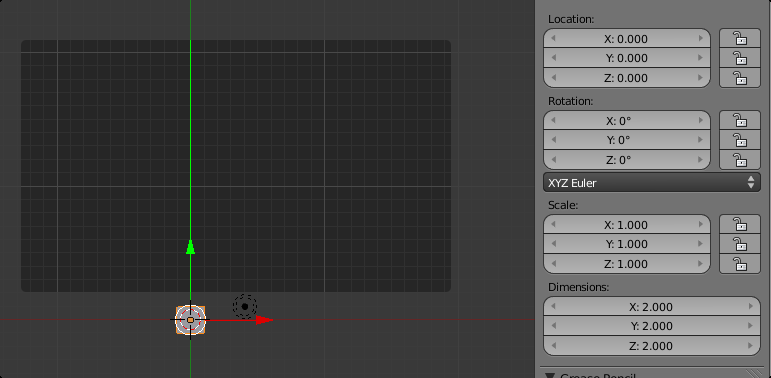 Location:
X: 0.000
Y: 0.000
Z: 0.000
Rotation:
X: 0°
Y: 0°
Z: 0°
XYZ Euler
Scale:
X: 1.000
Y: 1.000
Z: 1.000
Dimensions:
X: 2.000
Y: 2.000
Z: 2.000
Grease Pencil